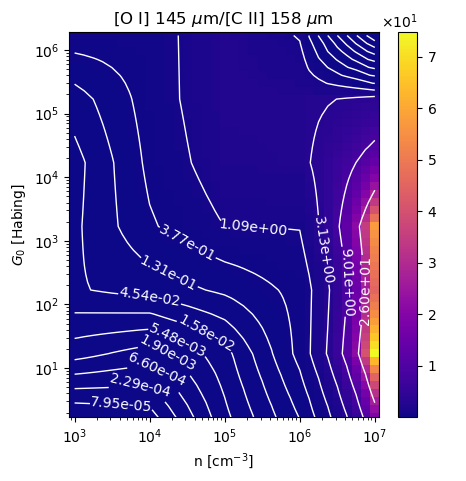 [O I] 145 μm/[C II] 158 μm
×10¹
10⁶
10⁵
10⁴
10³
10²
10¹
G₀ [Habing]
1.09e+00
3.77e-01
1.31e-01
4.54e-02
1.58e-02
5.48e-03
1.90e-03
6.60e-04
2.29e-04
7.95e-05
3.13e+00
9.01e+00
2.60e+01
7
6
5
4
3
2
1
10³ 10⁴ 10⁵ 10⁶ 10⁷
n [cm⁻³]